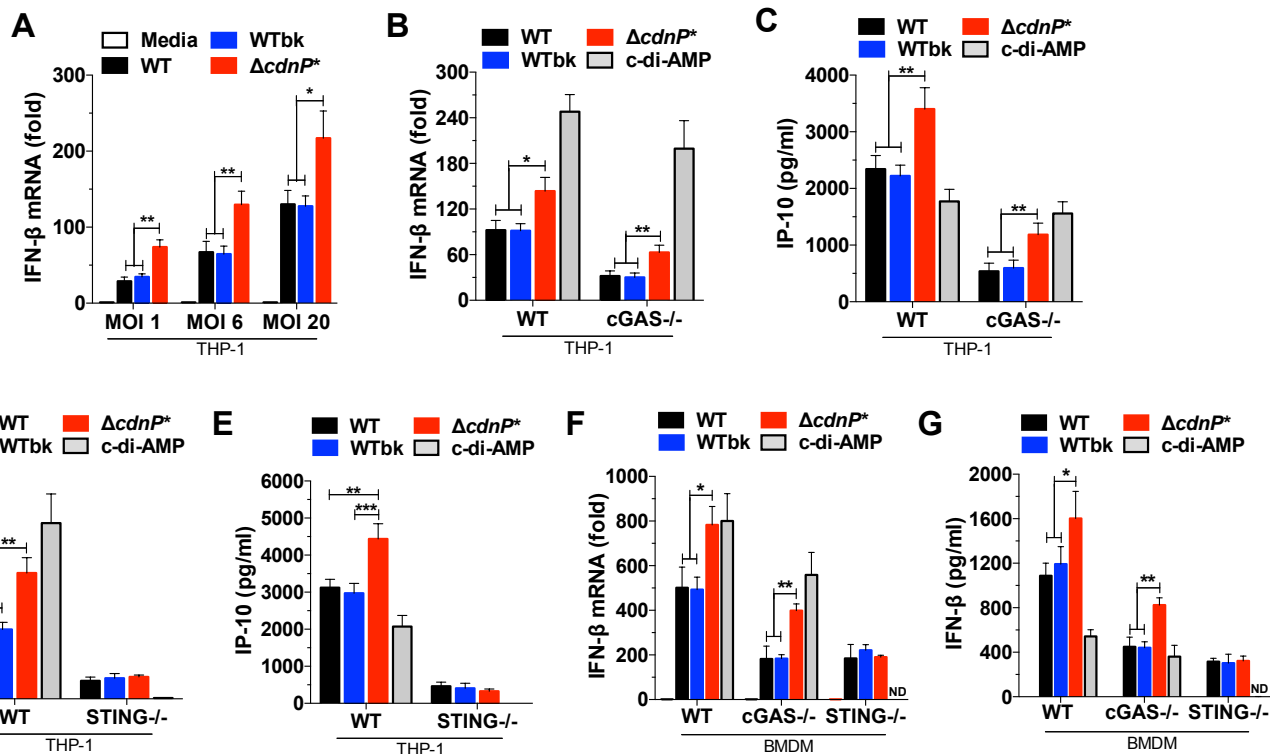 A
Media WTbk
WT ΔcdnP*
IFN-β mRNA (fold)
300
200
100
0
** ** *
MOI 1 MOI 6 MOI 20
THP-1
B
WT ΔcdnP*
WTbk c-di-AMP
IFN-β mRNA (fold)
300
240
180
120
60
0
* **
WT cGAS-/-
THP-1
C
WT ΔcdnP*
WTbk c-di-AMP
IP-10 (pg/ml)
4000
3000
2000
1000
0
** **
WT cGAS-/-
THP-1
WT ΔcdnP*
WTbk c-di-AMP
**
WT STING-/-
THP-1
E
WT ΔcdnP*
WTbk c-di-AMP
IP-10 (pg/ml)
6000
5000
4000
3000
2000
1000
0
**
***
WT STING-/-
THP-1
F
WT ΔcdnP*
WTbk c-di-AMP
IFN-β mRNA (fold)
1000
800
600
400
200
0
* **
ND
WT cGAS-/- STING-/-
BMDM
G
WT ΔcdnP*
WTbk c-di-AMP
IFN-β (pg/ml)
2000
1600
1200
800
400
0
* **
ND
WT cGAS-/- STING-/-
BMDM